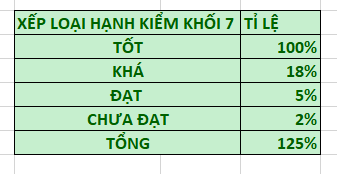 XẾP LOẠI HẠNH KIỂM KHỐI 7 TỈ LỆ
TỐT 100%
KHÁ 18%
ĐẠT 5%
CHƯA ĐẠT 2%
TỔNG 125%